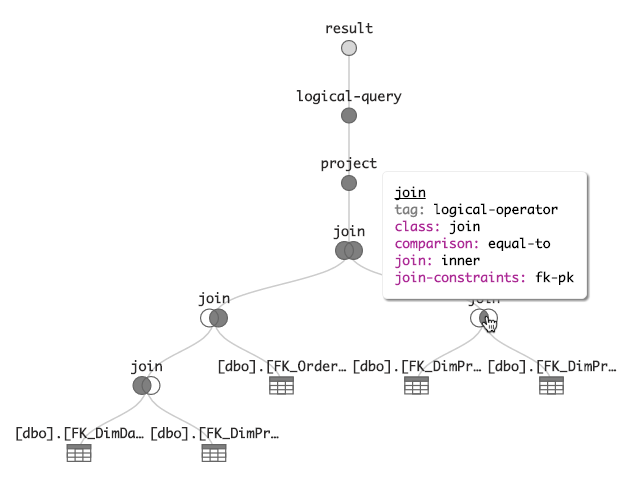 result
logical-query
project
join
tag: logical-operator
class: join
comparison: equal-to
join: inner
join-constraints: fk-pk
join
join
join
[dbo].[FK_Order… [dbo].[FK_DimPr… [dbo].[FK_DimPr…
join
[dbo].[FK_DimDa… [dbo].[FK_DimPr…